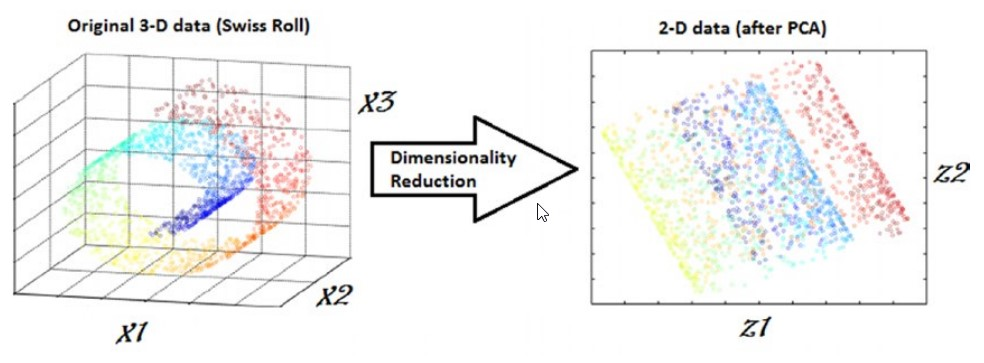 Original 3-D data (Swiss Roll)
2-D data (after PCA)
X3
Dimensionality
Reduction
z2
X2
X1
z1